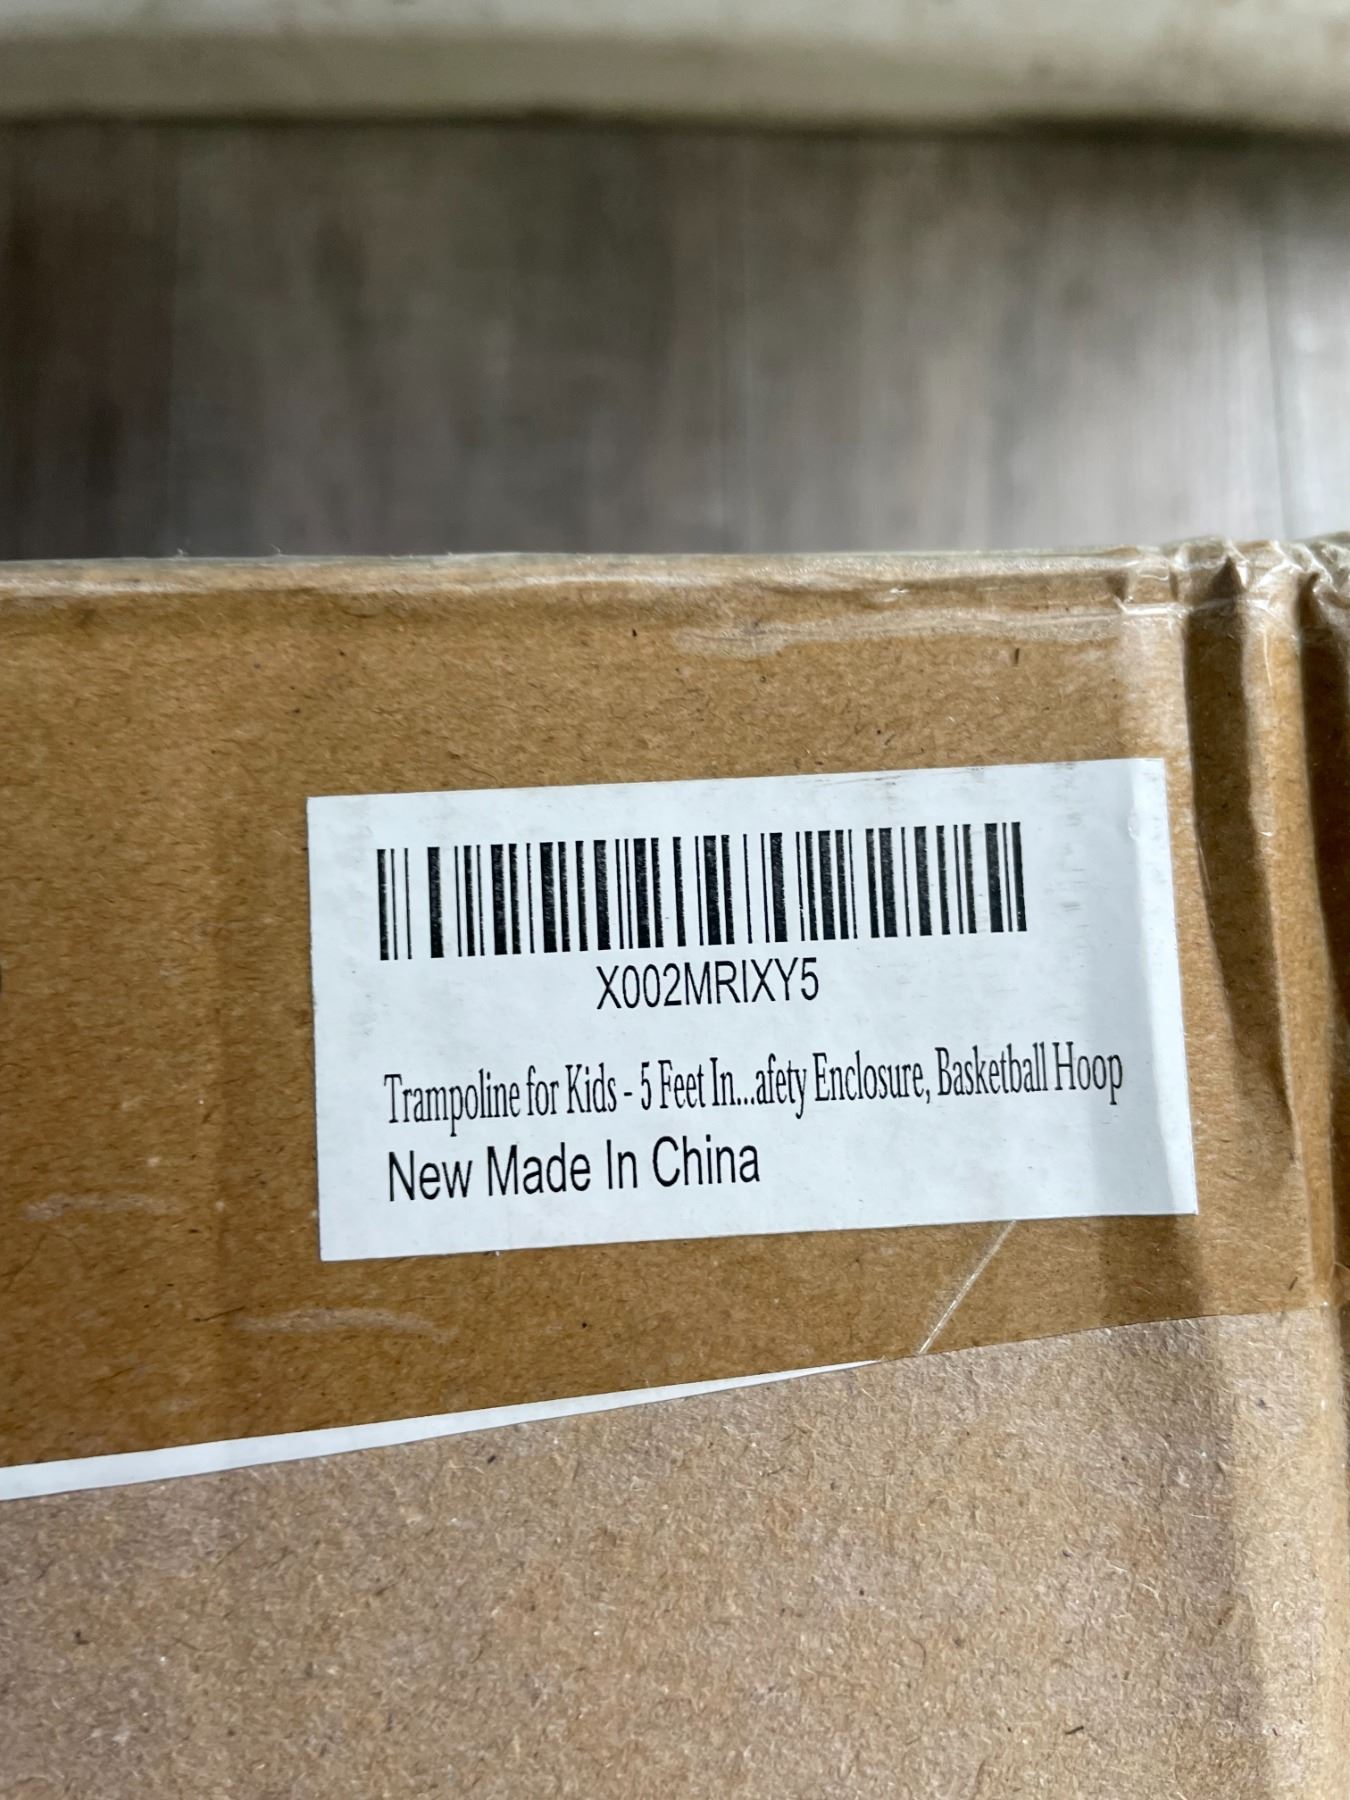 X002MRIXY5
Trampoline for Kids - 5 Feet In...afety Enclosure, Basketball Hoop
New Made In China